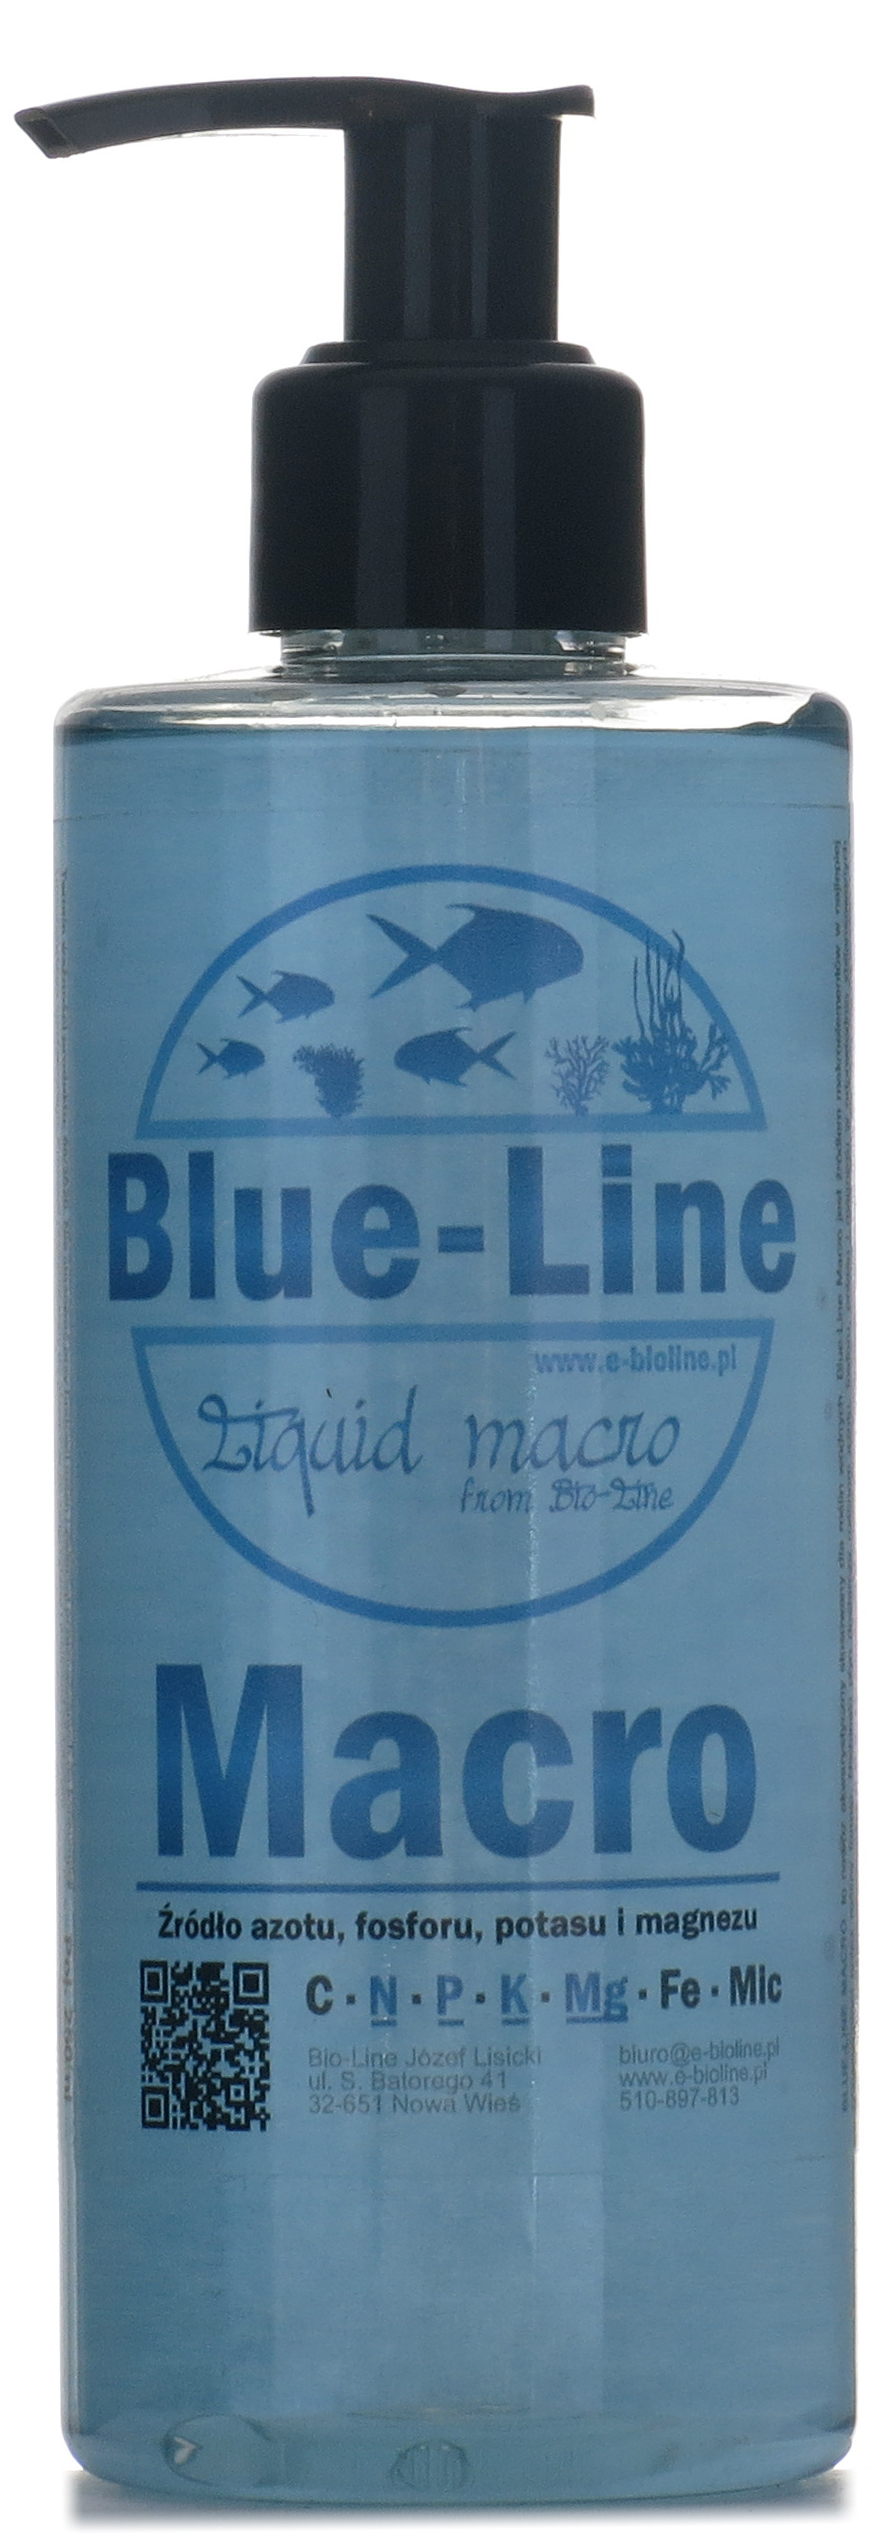 Blue-Line
www.e-bioline.pl
Liquid macro
from Bio-Line
Macro
Źródło azotu, fosforu, potasu i magnezu
C · N · P · K · Mg · Fe · Mic
Bio-Line Józef Lisicki
ul. S. Batorego 41
32-651 Nowa Wieś
biuro@e-bioline.pl
www.e-bioline.pl
510-897-813